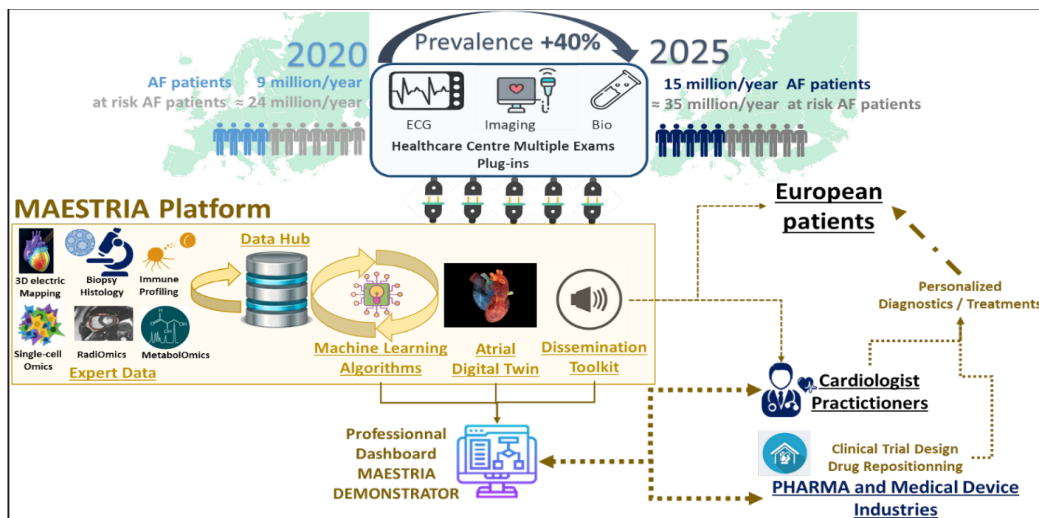 Prevalence +40%
2020
AF patients 9 million/year
at risk AF patients ≈ 24 million/year
ECG
Imaging
Bio
Healthcare Centre Multiple Exams
Plug-ins
2025
15 million/year AF patients
≈ 35 million/year at risk AF patients
MAESTRIA Platform
3D electric
Mapping
Biopsy
Histology
Immune
Profiling
Single-cell
Omics
RadiOmics
MetabolOmics
Expert Data
Data Hub
Machine Learning
Algorithms
Atrial
Digital Twin
Dissemination
Toolkit
Professionnal
Dashboard
MAESTRIA
DEMONSTRATOR
European
patients
Personalized
Diagnostics / Treatments
Cardiologist
Practictioners
Clinical Trial Design
Drug Repositionning
PHARMA and Medical Device
Industries